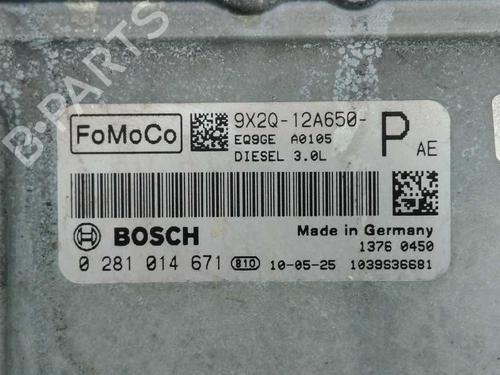 FoMoCo
9X2Q-12A650-
P AE
EQ9GE A0105
DIESEL 3.0L
BOSCH
Made in Germany
1376 0450
0 281 014 671 810 10-05-25 1039S36681
B-PARTS